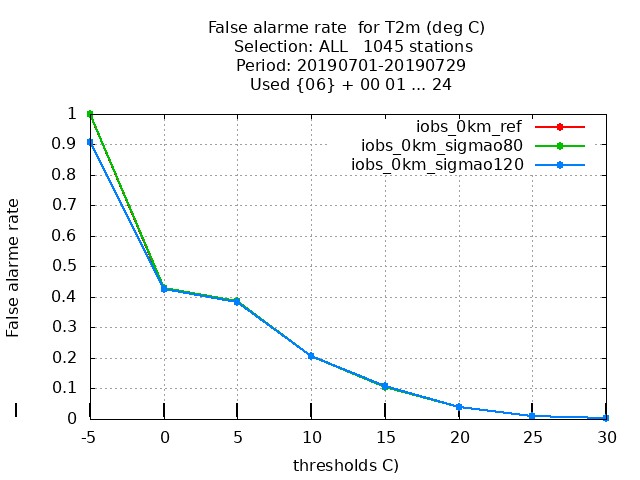 False alarme rate  for T2m (deg C)
Selection: ALL   1045 stations
Period: 20190701-20190729
Used {06} + 00 01 ... 24
iobs_0km_ref
iobs_0km_sigmao80
iobs_0km_sigmao120
1
0.9
0.8
0.7
0.6
0.5
0.4
0.3
0.2
0.1
0
False alarme rate
-5
0
5
10
15
20
25
30
thresholds C)